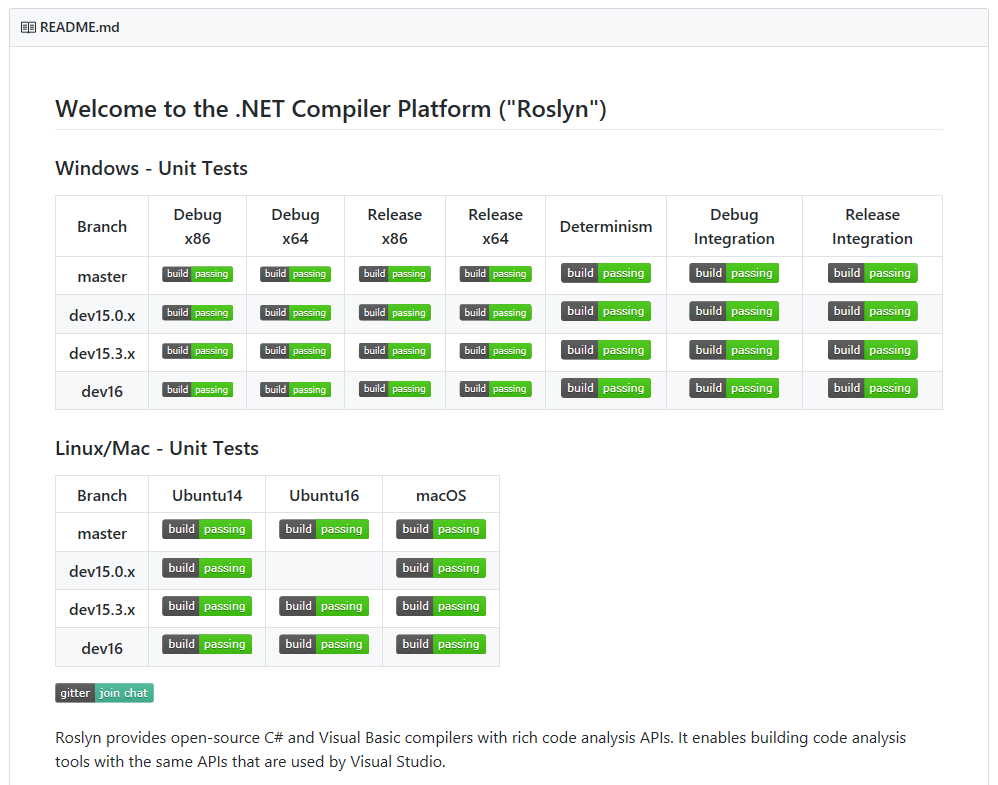 README.md
Welcome to the .NET Compiler Platform ("Roslyn")
Windows - Unit Tests
Branch Debug x86 Debug x64 Release x86 Release x64 Determinism Debug Integration Release Integration
master build passing build passing build passing build passing build passing build passing build passing
dev15.0.x build passing build passing build passing build passing build passing build passing build passing
dev15.3.x build passing build passing build passing build passing build passing build passing build passing
dev16 build passing build passing build passing build passing build passing build passing build passing
Linux/Mac - Unit Tests
Branch Ubuntu14 Ubuntu16 macOS
master build passing build passing build passing
dev15.0.x build passing build passing
dev15.3.x build passing build passing build passing
dev16 build passing build passing build passing
gitter join chat
Roslyn provides open-source C# and Visual Basic compilers with rich code analysis APIs. It enables building code analysis
tools with the same APIs that are used by Visual Studio.